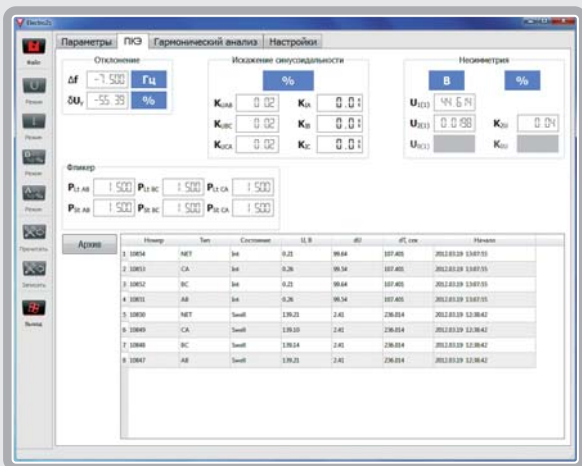 Electro2s
Параметры ПКЭ Гармонический анализ Настройки
Файл
Режим
Режим
Режим
Режим
Прочитать
Записать
Выход
Отклонение
Δf -7.500 Гц
δUy -55.39 %
Искажение синусоидальности
%
KUAB 0.02 KIA 0.01
KUBC 0.02 KIB 0.01
KUCA 0.02 KIC 0.01
Несимметрия
В %
U1(1) 44.614
U2(1) 0.0198 K2U 0.04
U0(1) K0U
Фликер
PLt AB 1.500 PLt BC 1.500 PLt CA 1.500
PSt AB 1.500 PSt BC 1.500 PSt CA 1.500
Архив
Номер Тип Состояние U, В dU dT, сек Начало
1 10854 NET Int 0.21 99.64 107.401 2012.03.19 13:07:55
2 10853 CA Int 0.26 99.54 107.401 2012.03.19 13:07:55
3 10852 BC Int 0.21 99.64 107.401 2012.03.19 13:07:55
4 10851 AB Int 0.26 99.54 107.401 2012.03.19 13:07:55
5 10850 NET Swell 139.21 2.41 236.014 2012.03.19 12:38:42
6 10849 CA Swell 139.10 2.41 236.014 2012.03.19 12:38:42
7 10848 BC Swell 139.14 2.41 236.014 2012.03.19 12:38:42
8 10847 AB Swell 139.21 2.41 236.014 2012.03.19 12:38:42